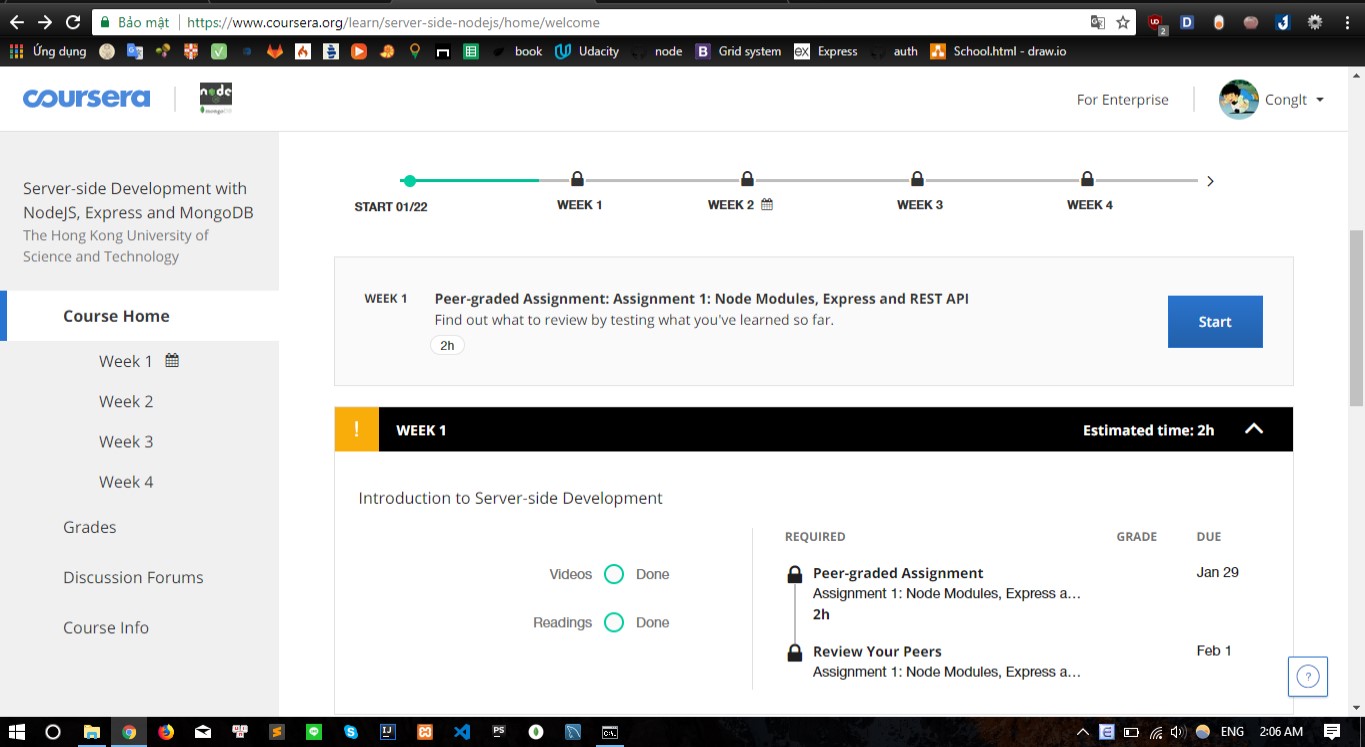 Bảo mật https://www.coursera.org/learn/server-side-nodejs/home/welcome
Ứng dụng book Udacity node Grid system Express auth School.html - draw.io
coursera
node
For Enterprise
CongIt
Server-side Development with
NodeJS, Express and MongoDB
The Hong Kong University of
Science and Technology
Course Home
Week 1
Week 2
Week 3
Week 4
Grades
Discussion Forums
Course Info
START 01/22
WEEK 1
WEEK 2
WEEK 3
WEEK 4
WEEK 1
Peer-graded Assignment: Assignment 1: Node Modules, Express and REST API
Find out what to review by testing what you've learned so far.
2h
Start
! WEEK 1 Estimated time: 2h
Introduction to Server-side Development
Videos Done
Readings Done
REQUIRED GRADE DUE
Peer-graded Assignment Jan 29
Assignment 1: Node Modules, Express a...
2h
Review Your Peers Feb 1
Assignment 1: Node Modules, Express a...
?
ENG 2:06 AM